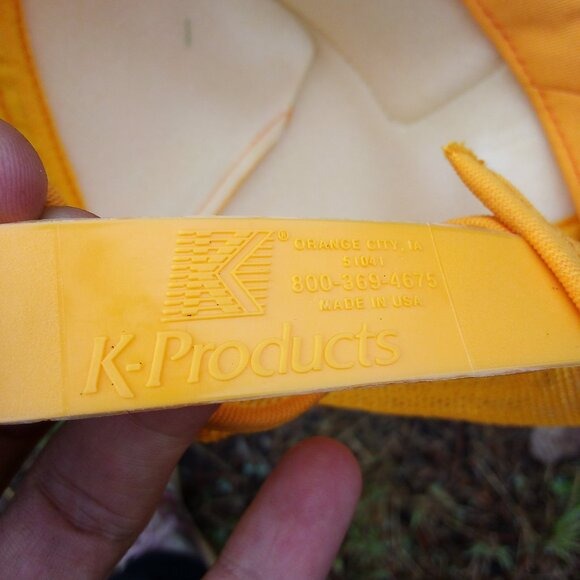 K®
ORANGE CITY, IA
51041
800-369-4675
MADE IN USA
K-Products